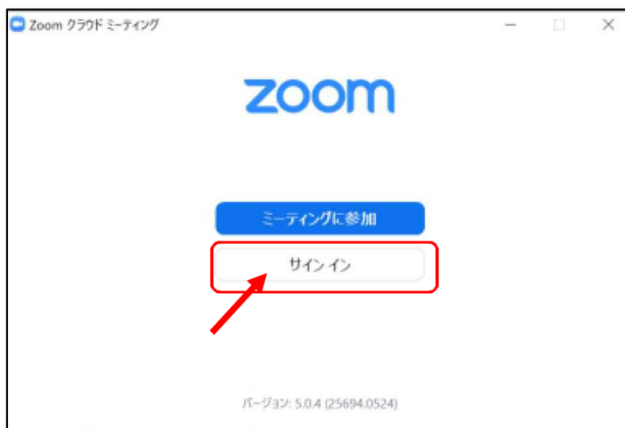 Zoom クラウド ミーティング
zoom
ミーティングに参加
サイン イン
バージョン: 5.0.4 (25694.0524)